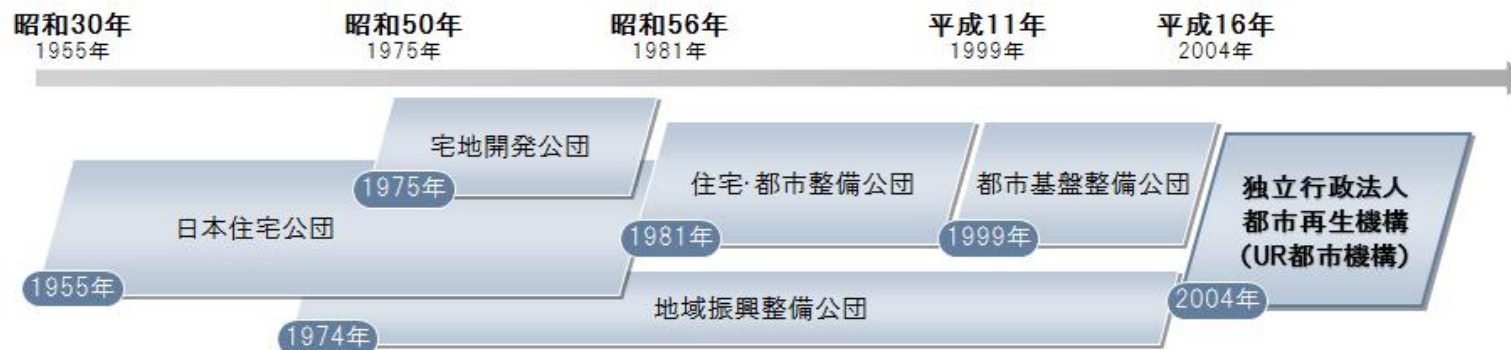 昭和30年
1955年
昭和50年
1975年
昭和56年
1981年
平成11年
1999年
平成16年
2004年
宅地開発公団
1975年
日本住宅公団
1955年
住宅・都市整備公団
1981年
都市基盤整備公団
1999年
独立行政法人
都市再生機構
(UR都市機構)
2004年
地域振興整備公団
1974年